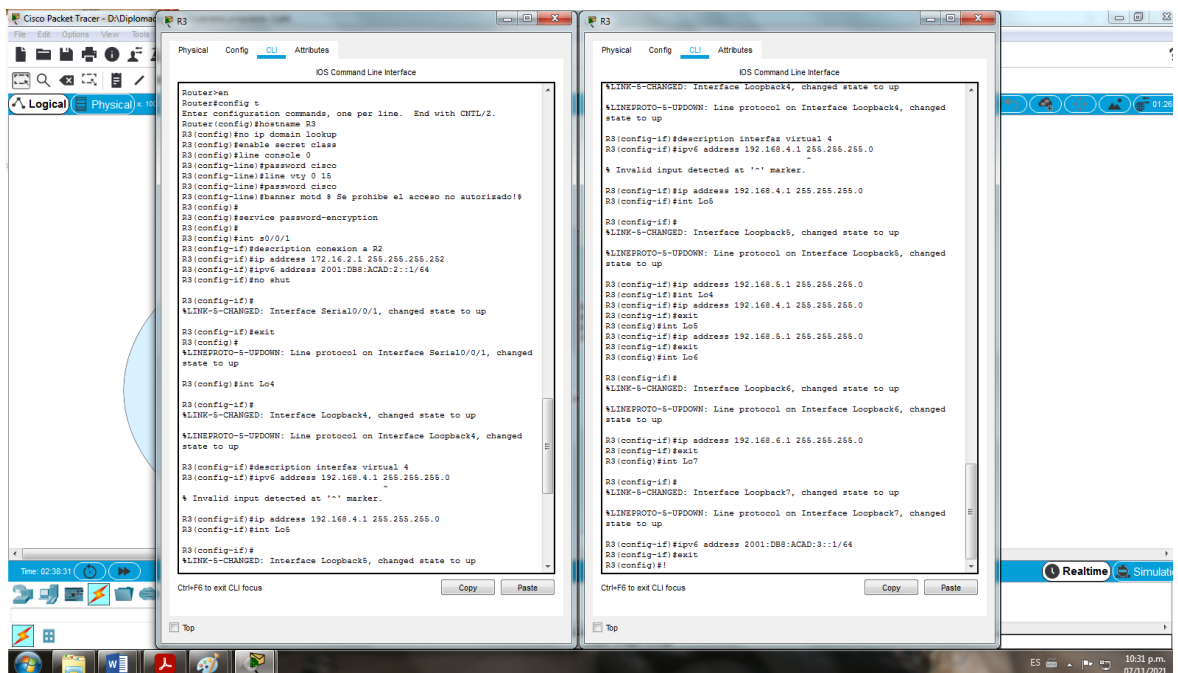 Cisco Packet Tracer - D:\Diplomac
File Edit Options View Tools
Logical
Physical
x: 100
R3
Physical Config CLI Attributes
IOS Command Line Interface
Router>en
Router#config t
Enter configuration commands, one per line. End with CNTL/Z.
Router(config)#hostname R3
R3(config)#no ip domain lookup
R3(config)#enable secret class
R3(config)#line console 0
R3(config-line)#password cisco
R3(config-line)#line vty 0 15
R3(config-line)#password cisco
R3(config-line)#banner motd $ Se prohibe el acceso no autorizado!$
R3(config)#
R3(config)#service password-encryption
R3(config)#
R3(config)#int s0/0/1
R3(config-if)#description conexion a R2
R3(config-if)#ip address 172.16.2.1 255.255.255.252
R3(config-if)#ipv6 address 2001:DB8:ACAD:2::1/64
R3(config-if)#no shut
R3(config-if)#
%LINK-5-CHANGED: Interface Serial0/0/1, changed state to up
R3(config-if)#exit
R3(config)#
%LINEPROTO-5-UPDOWN: Line protocol on Interface Serial0/0/1, changed
state to up
R3(config)#int Lo4
R3(config-if)#
%LINK-5-CHANGED: Interface Loopback4, changed state to up
%LINEPROTO-5-UPDOWN: Line protocol on Interface Loopback4, changed
state to up
R3(config-if)#description interfaz virtual 4
R3(config-if)#ipv6 address 192.168.4.1 255.255.255.0
^
% Invalid input detected at '^' marker.
R3(config-if)#ip address 192.168.4.1 255.255.255.0
R3(config-if)#int Lo5
R3(config-if)#
%LINK-5-CHANGED: Interface Loopback5, changed state to up
Ctrl+F6 to exit CLI focus
Copy
Paste
Top
R3
Physical Config CLI Attributes
IOS Command Line Interface
%LINK-5-CHANGED: Interface Loopback4, changed state to up
%LINEPROTO-5-UPDOWN: Line protocol on Interface Loopback4, changed
state to up
R3(config-if)#description interfaz virtual 4
R3(config-if)#ipv6 address 192.168.4.1 255.255.255.0
^
% Invalid input detected at '^' marker.
R3(config-if)#ip address 192.168.4.1 255.255.255.0
R3(config-if)#int Lo5
R3(config-if)#
%LINK-5-CHANGED: Interface Loopback5, changed state to up
%LINEPROTO-5-UPDOWN: Line protocol on Interface Loopback5, changed
state to up
R3(config-if)#ip address 192.168.5.1 255.255.255.0
R3(config-if)#int Lo4
R3(config-if)#ip address 192.168.4.1 255.255.255.0
R3(config-if)#exit
R3(config)#int Lo5
R3(config-if)#ip address 192.168.5.1 255.255.255.0
R3(config-if)#exit
R3(config)#int Lo6
R3(config-if)#
%LINK-5-CHANGED: Interface Loopback6, changed state to up
%LINEPROTO-5-UPDOWN: Line protocol on Interface Loopback6, changed
state to up
R3(config-if)#ip address 192.168.6.1 255.255.255.0
R3(config-if)#exit
R3(config)#int Lo7
R3(config-if)#
%LINK-5-CHANGED: Interface Loopback7, changed state to up
%LINEPROTO-5-UPDOWN: Line protocol on Interface Loopback7, changed
state to up
R3(config-if)#ipv6 address 2001:DB8:ACAD:3::1/64
R3(config-if)#exit
R3(config)#!
Ctrl+F6 to exit CLI focus
Copy
Paste
Top
01:26
Time: 02:38:31
Realtime
Simulati
ES
10:31 p.m.
07/11/2021